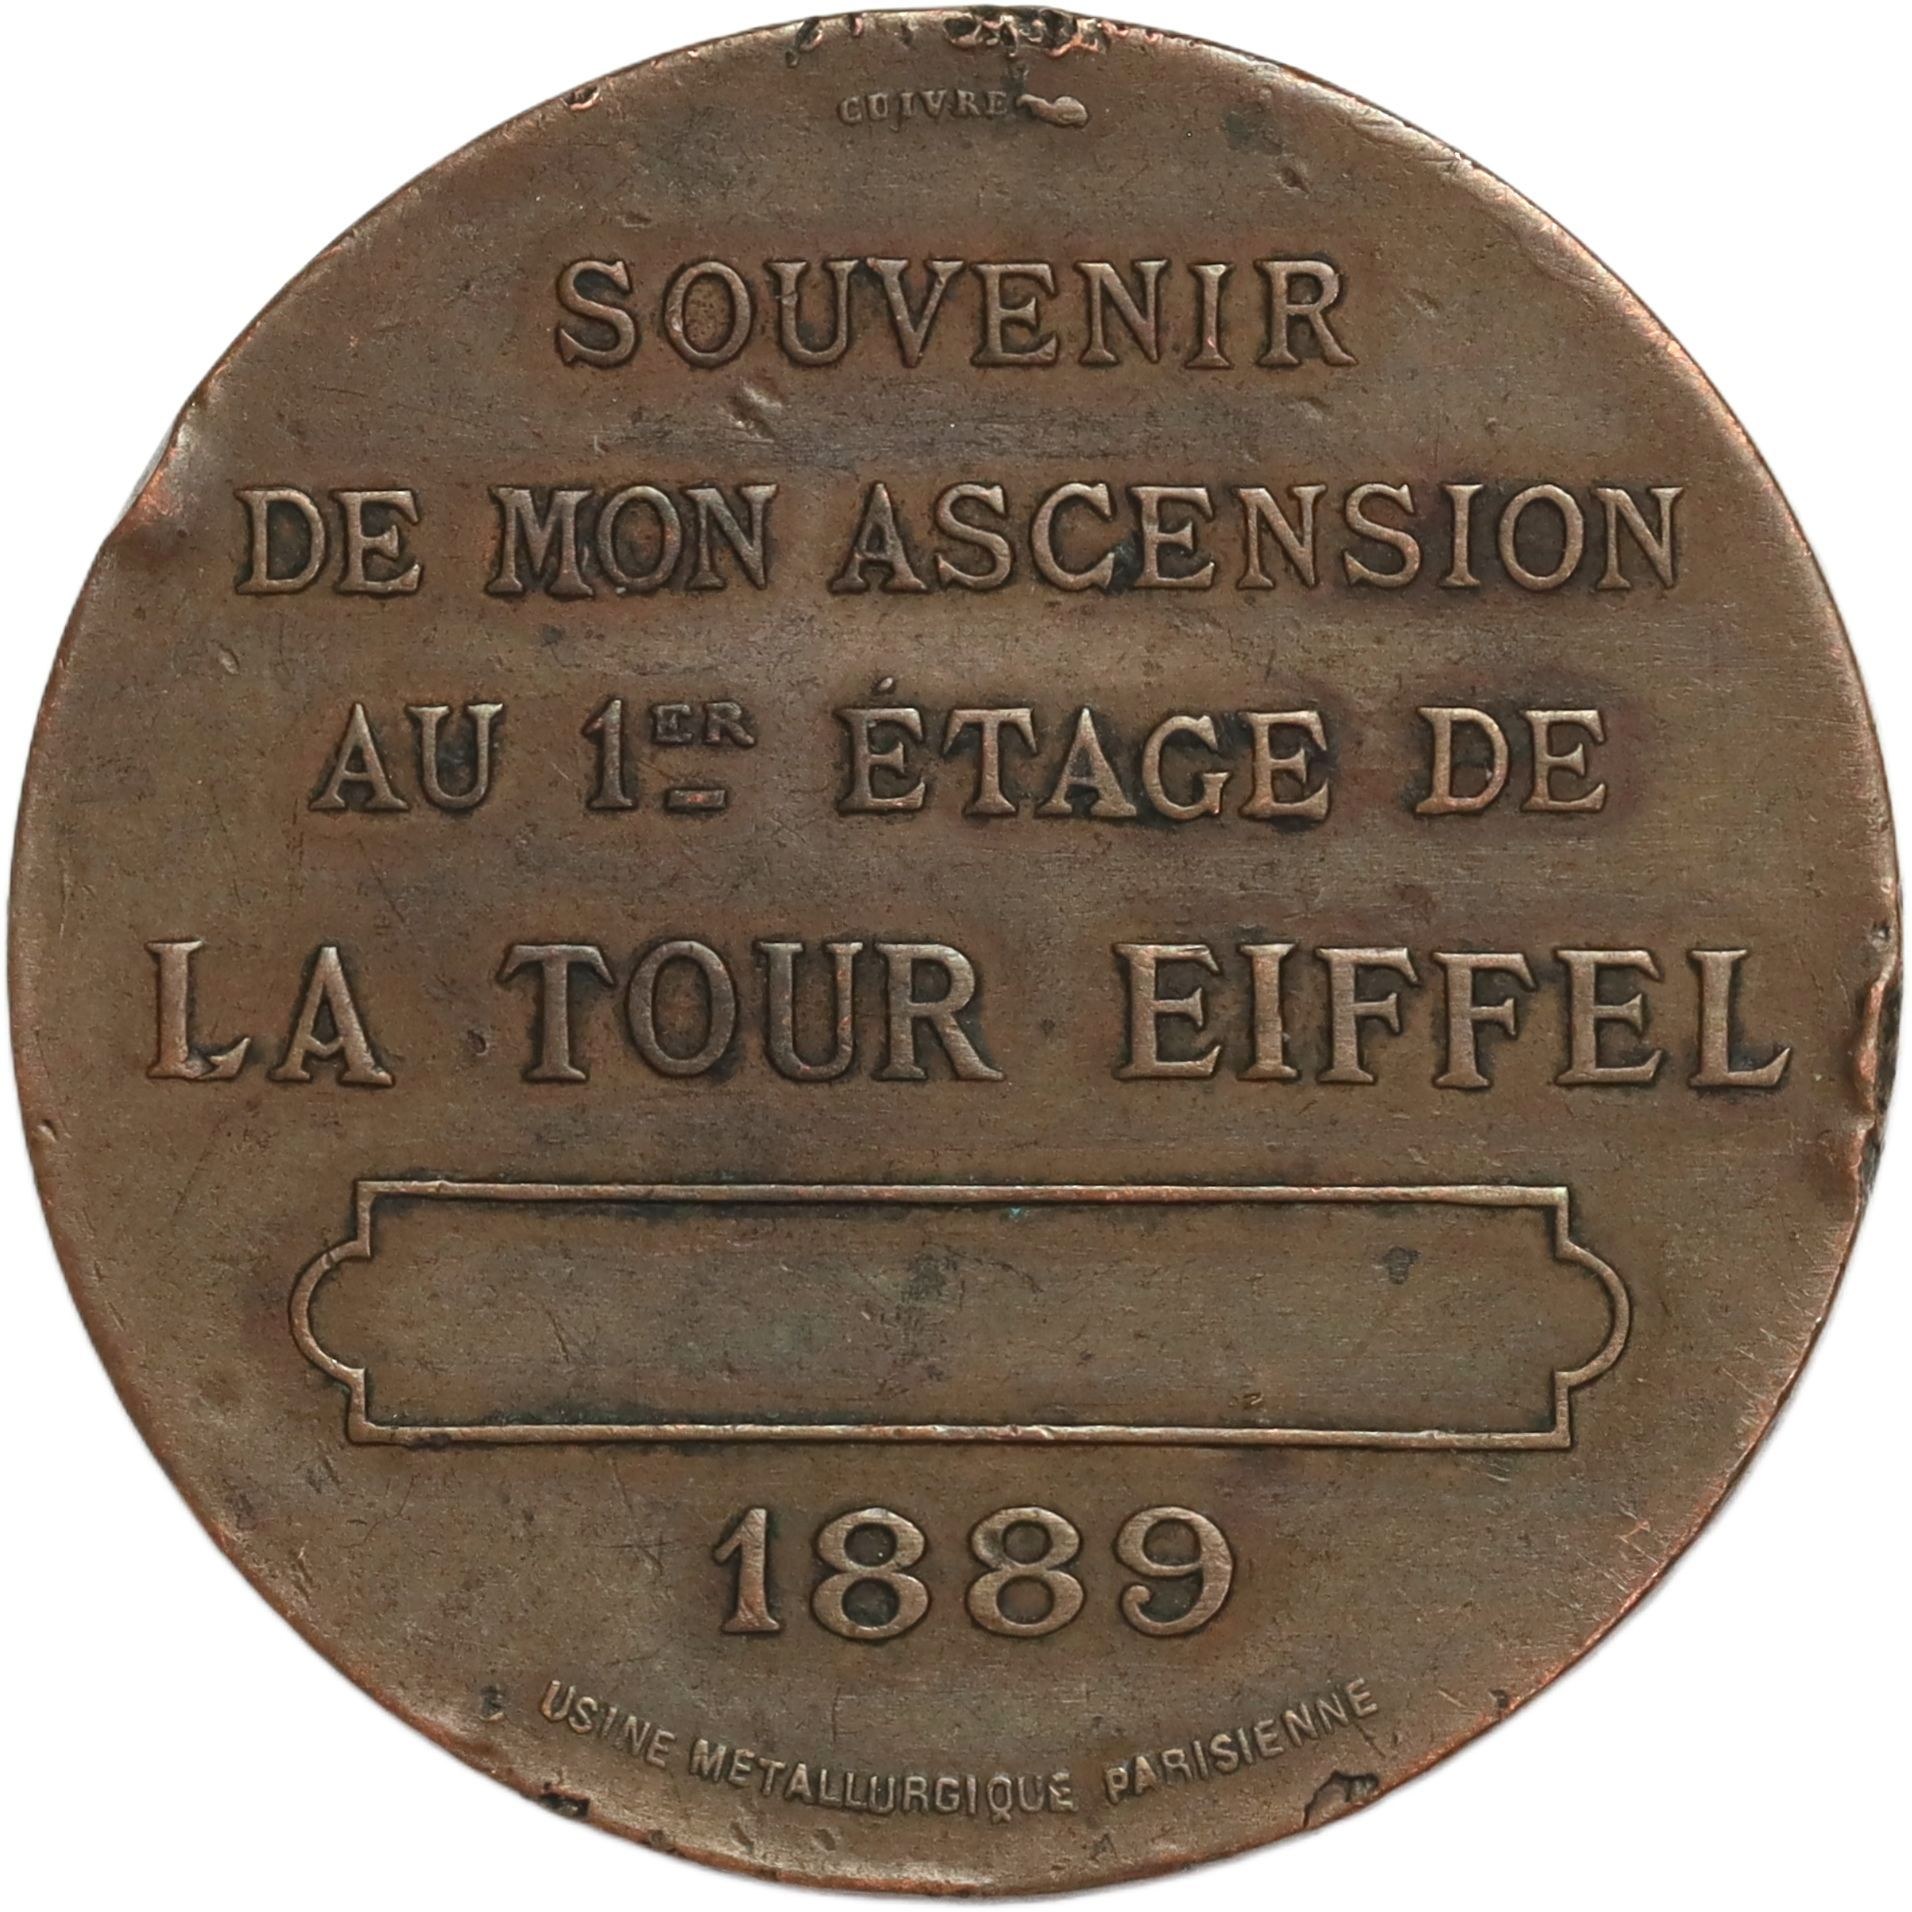 CUIVRE
SOUVENIR
DE MON ASCENSION
AU 1ER ÉTAGE DE
LA TOUR EIFFEL
1889
USINE METALLURGIQUE PARISIENNE